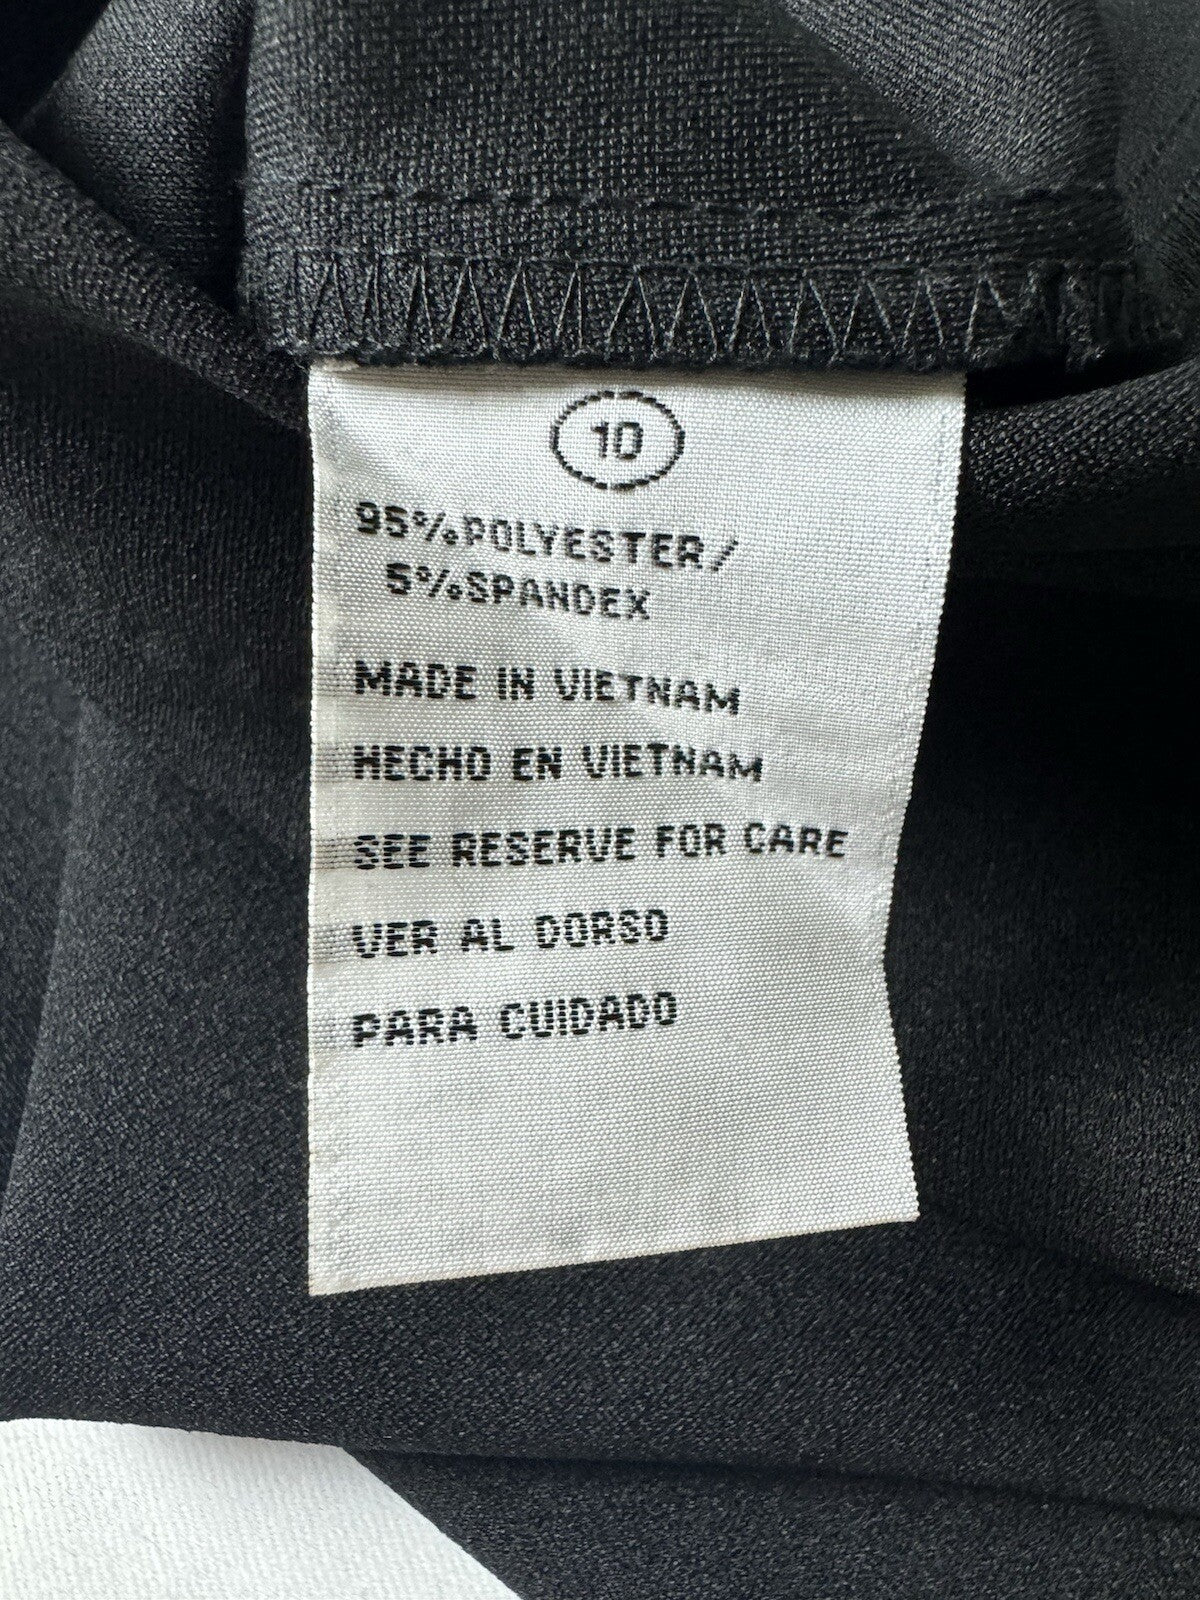 10
95%POLYESTER/
5%SPANDEX
MADE IN VIETNAM
HECHO EN VIETNAM
SEE RESERVE FOR CARE
VER AL DORSO
PARA CUIDADO